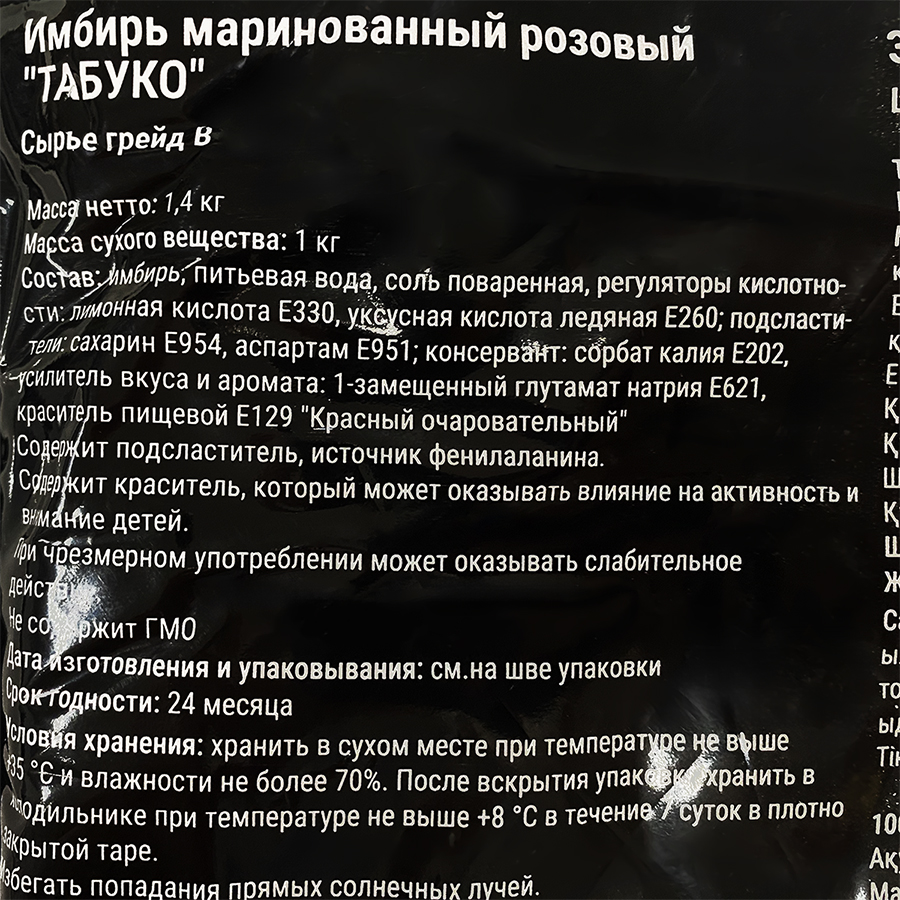 Имбирь маринованный розовый
"ТАБУКО"
Сырье грейд В
Масса нетто: 1,4 кг
Масса сухого вещества: 1 кг
Состав: имбирь, питьевая вода, соль поваренная, регуляторы кислотно-
сти: лимонная кислота Е330, уксусная кислота ледяная Е260; подсласти-
тели: сахарин Е954, аспартам Е951; консервант: сорбат калия Е202,
усилитель вкуса и аромата: 1-замещенный глутамат натрия Е621,
краситель пищевой Е129 "Красный очаровательный"
Содержит подсластитель, источник фенилаланина.
Содержит краситель, который может оказывать влияние на активность и
внимание детей.
При чрезмерном употреблении может оказывать слабительное
Не содержит ГМО
Дата изготовления и упаковывания: см.на шве упаковки
Срок годности: 24 месяца
Условия хранения: хранить в сухом месте при температуре не выше
+35 °С и влажности не более 70%. После вскрытия упаковки хранить в
холодильнике при температуре не выше +8 °С в течение 7 суток в плотно
закрытой таре.
Избегать попадания прямых солнечных лучей.